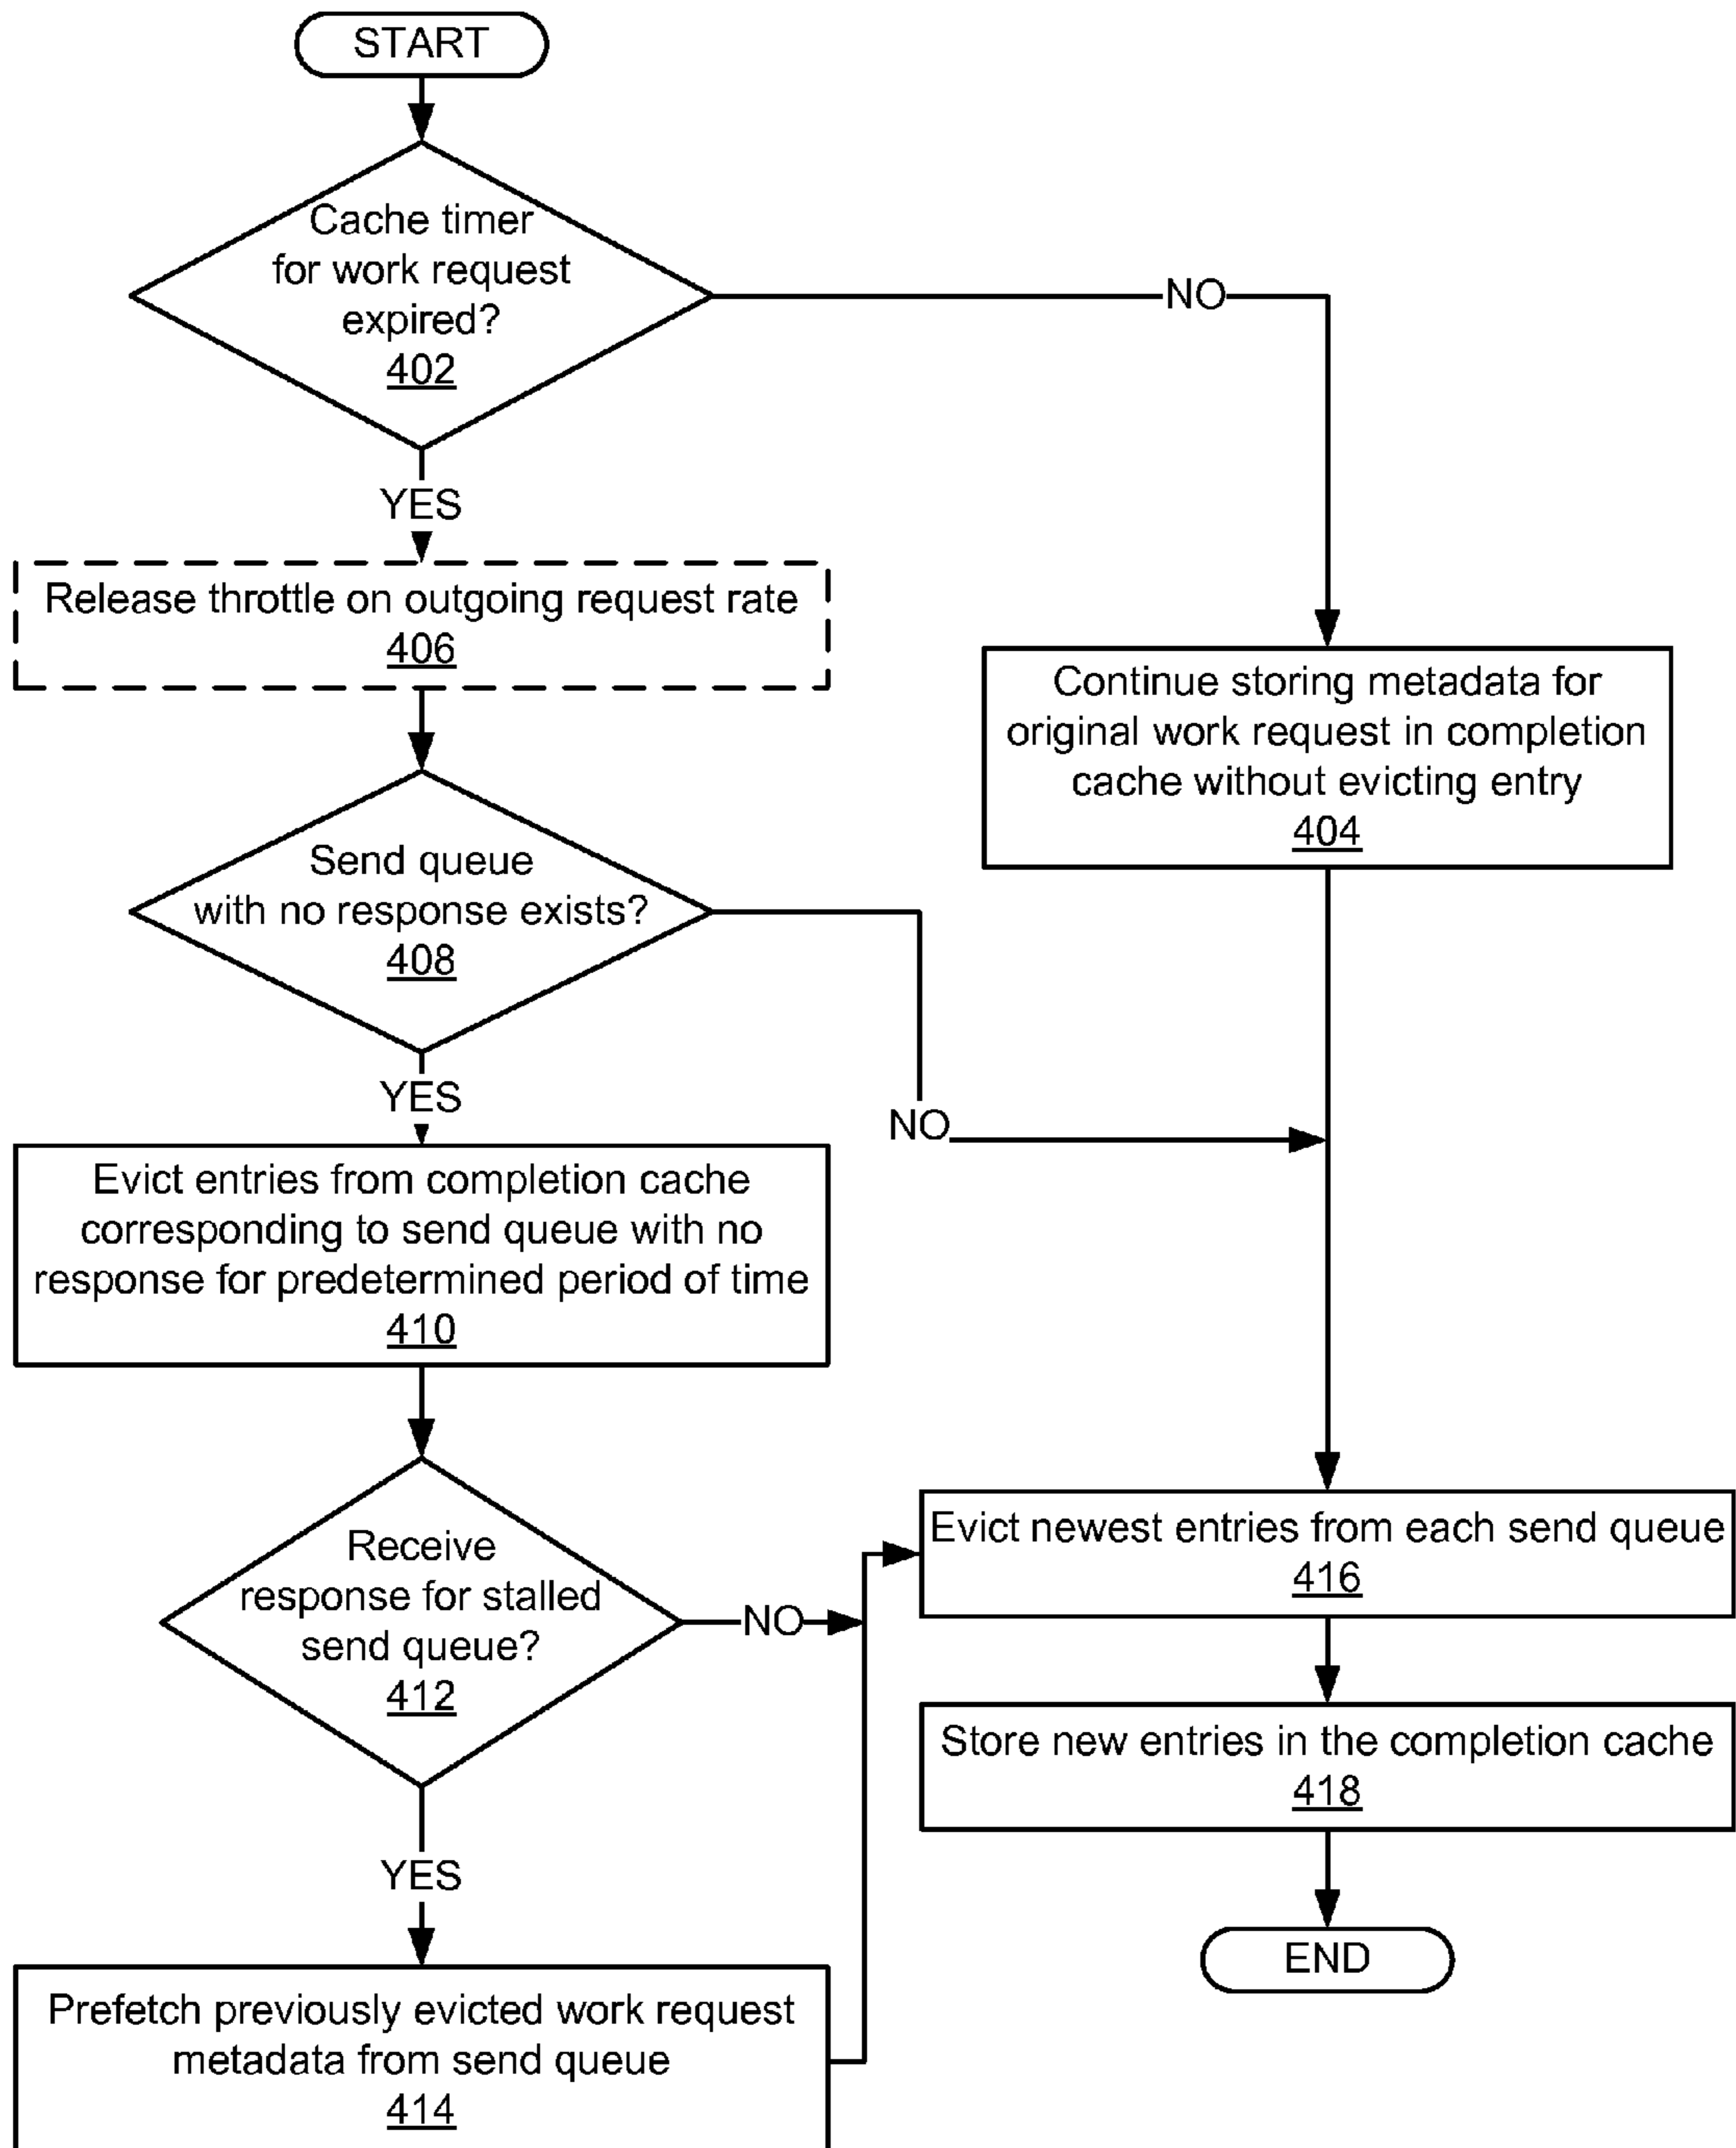 START
Cache timer
for work request
expired?
402
NO
YES
Release throttle on outgoing request rate
406
Continue storing metadata for
original work request in completion
cache without evicting entry
404
Send queue
with no response exists?
408
YES
NO
Evict entries from completion cache
corresponding to send queue with no
response for predetermined period of time
410
Receive
response for stalled
send queue?
412
NO
Evict newest entries from each send queue
416
Store new entries in the completion cache
418
YES
END
Prefetch previously evicted work request
metadata from send queue
414